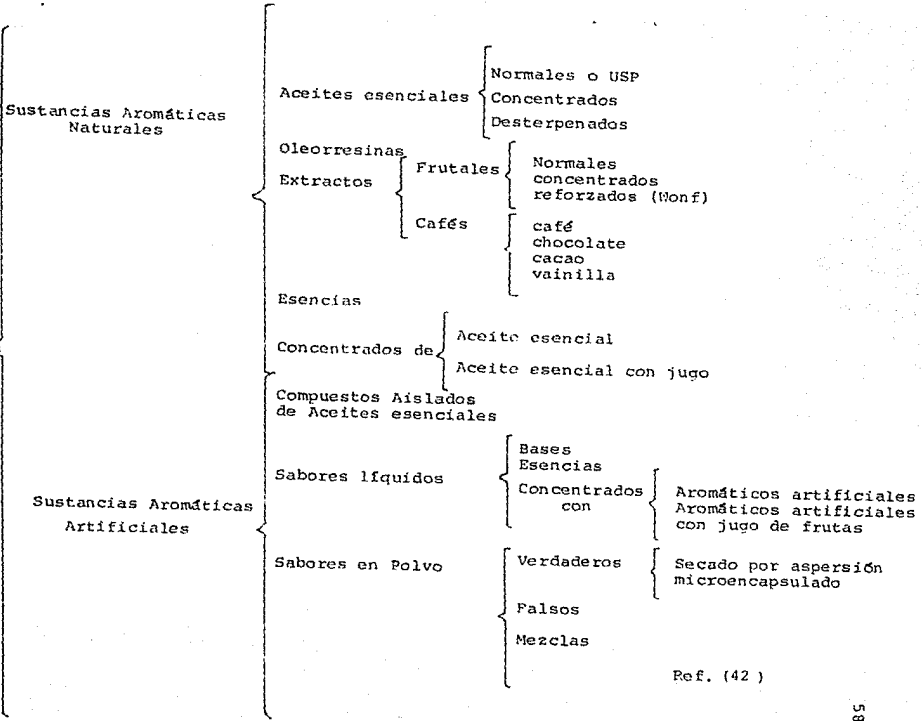 Sustancias Aromáticas
Naturales
Aceites esenciales
Normales o USP
Concentrados
Desterpenados
Oleorresinas
Extractos
Frutales
Normales
concentrados
reforzados (Wonf)
Cafés
café
chocolate
cacao
vainilla
Esencias
Concentrados de
Aceite esencial
Aceite esencial con jugo
Sustancias Aromáticas
Artificiales
Compuestos Aislados
de Aceites esenciales
Sabores líquidos
Bases
Esencias
Concentrados
con
Aromáticos artificiales
Aromáticos artificiales
con jugo de frutas
Sabores en Polvo
Verdaderos
Secado por aspersión
microencapsulado
Falsos
Mezclas
Ref. (42 )
58